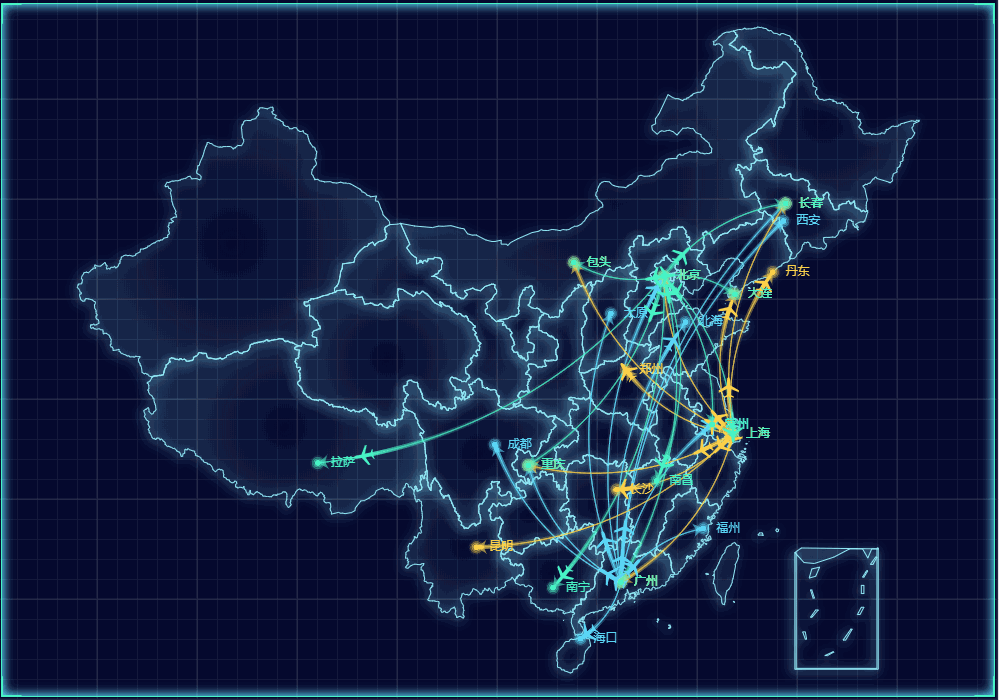 长春
西安
包头
北京
丹东
大连
太原
北海
郑州
上海
成都
重庆
拉萨
南昌
长沙
福州
昆明
广州
南宁
海口